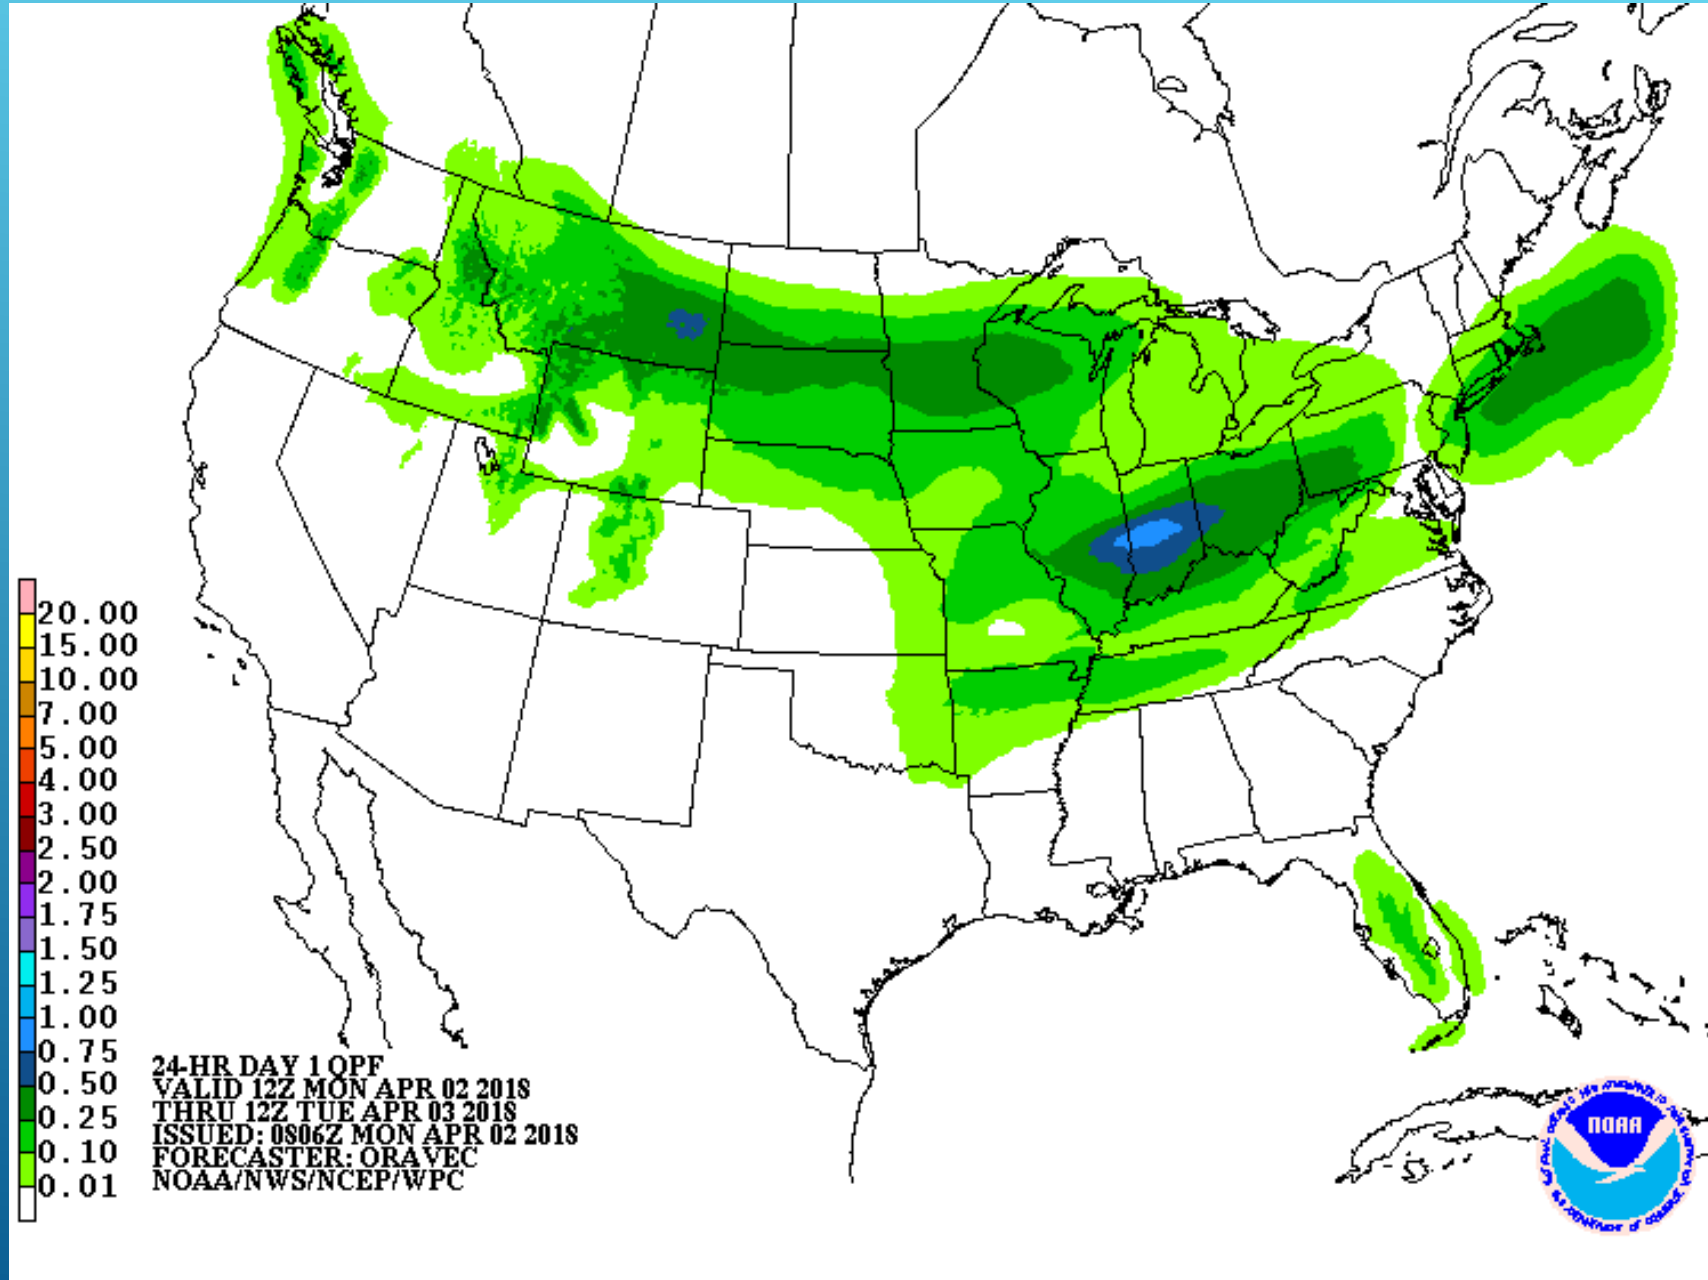 20.00
15.00
10.00
7.00
5.00
4.00
3.00
2.50
2.00
1.75
1.50
1.25
1.00
0.75
0.50
0.25
0.10
0.01
24-HR DAY 1 QPF
VALID 12Z MON APR 02 2018
THRU 12Z TUE APR 03 2018
ISSUED: 0806Z MON APR 02 2018
FORECASTER: ORAVEC
NOAA/NWS/NCEP/WPC
NOAA